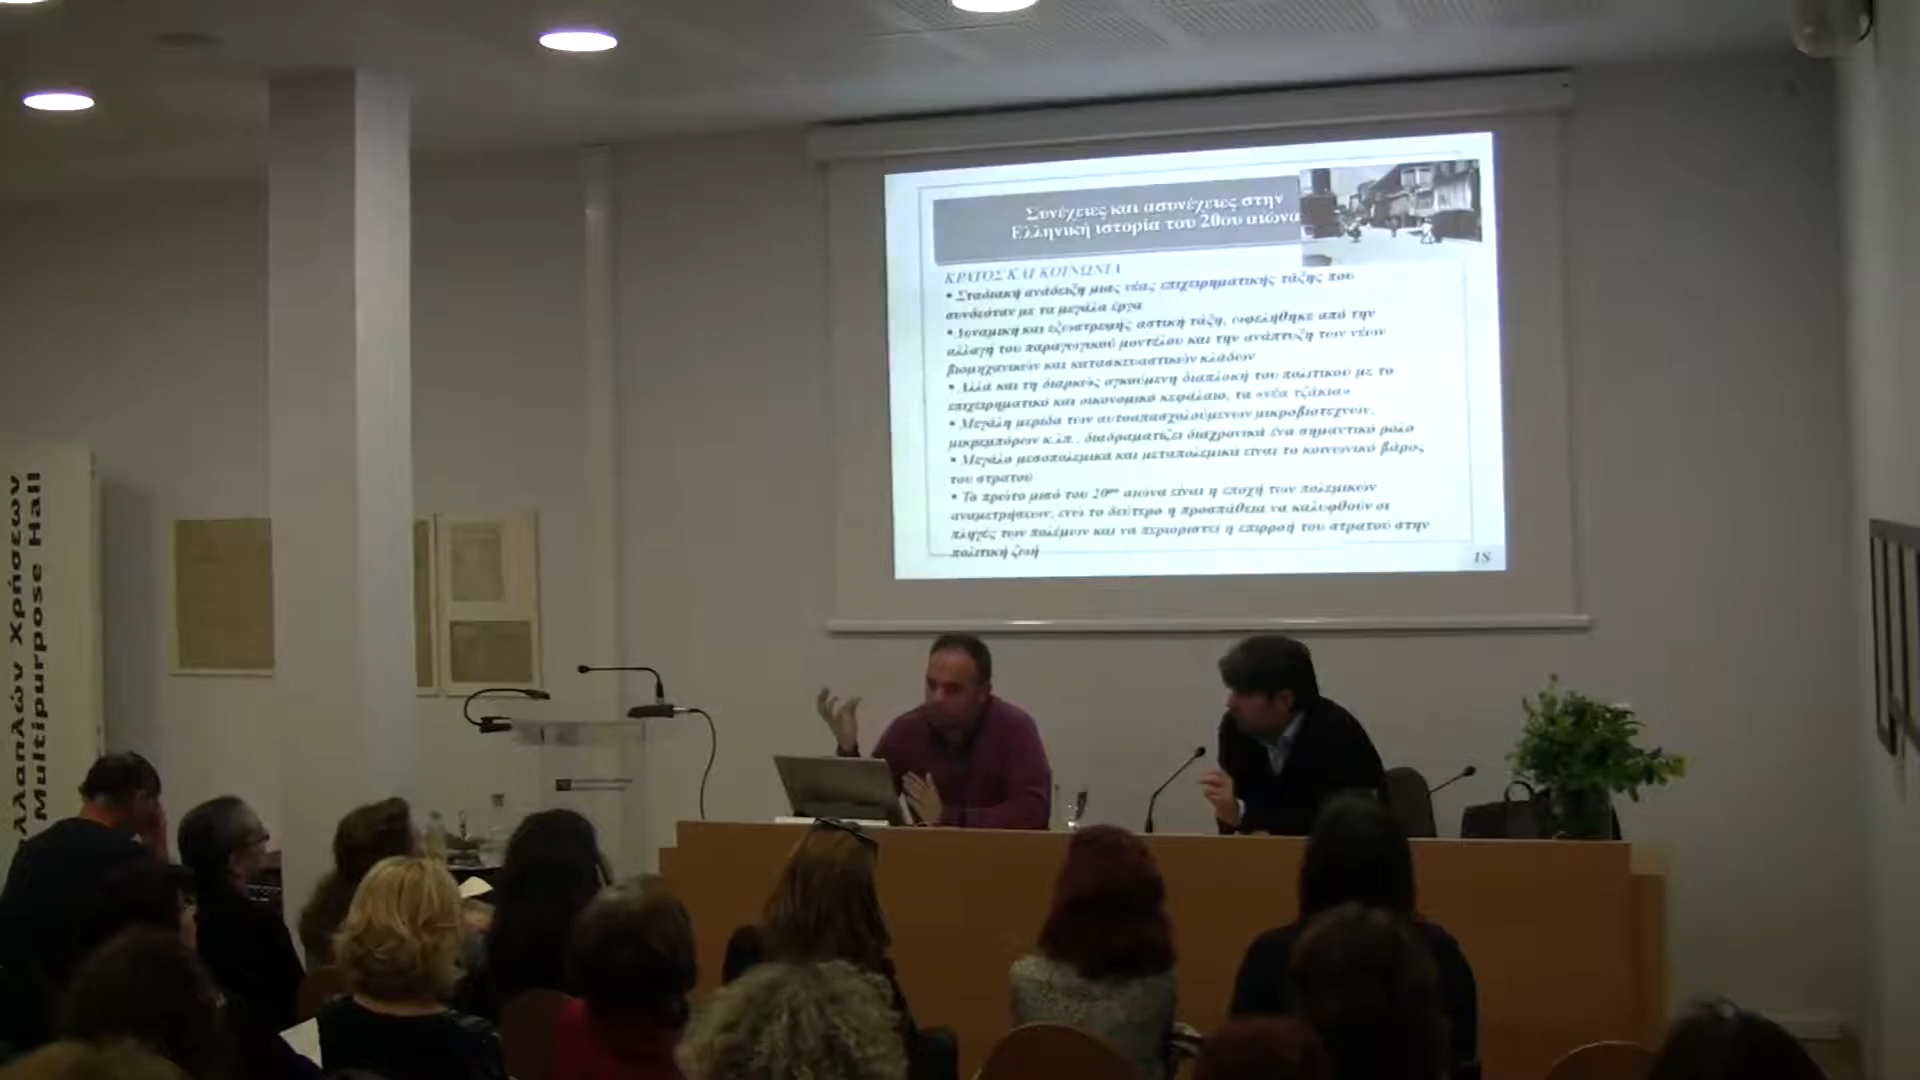 Συνέχειες και ασυνέχειες στην
Ελληνική ιστορία του 20ου αιώνα
ΚΡΑΤΟΣ ΚΑΙ ΚΟΙΝΩΝΙΑ
• Σταδιακή ανάδειξη μιας νέας επιχειρηματικής τάξης που
συνδεόταν με τα μεγάλα έργα
• Δυναμική και εξωστρεφής αστική τάξη, ωφελήθηκε από την
αλλαγή του παραγωγικού μοντέλου και την ανάπτυξη των νέων
βιομηχανικών και κατασκευαστικών κλάδων
• Αλλά και τη διαρκώς ογκούμενη διαπλοκή του πολιτικού με το
επιχειρηματικό και οικονομικό κεφάλαιο, τα «νέα τζάκια»
• Μεγάλη μερίδα των αυτοαπασχολούμενων μικροβιοτεχνών,
μικρεμπόρων κ.λπ., διαδραματίζει διαχρονικά ένα σημαντικό ρόλο
• Μεγάλο μεσοπολεμικά και μεταπολεμικά είναι το κοινωνικό βάρος
του στρατού
• Το πρώτο μισό του 20ου αιώνα είναι η εποχή των πολεμικών
αναμετρήσεων, ενώ το δεύτερο η προσπάθεια να καλυφθούν οι
πληγές των πολέμων και να περιοριστεί η επιρροή του στρατού στην
πολιτική ζωή
18
λλαπλών Χρήσεων
Multipurpose Hall